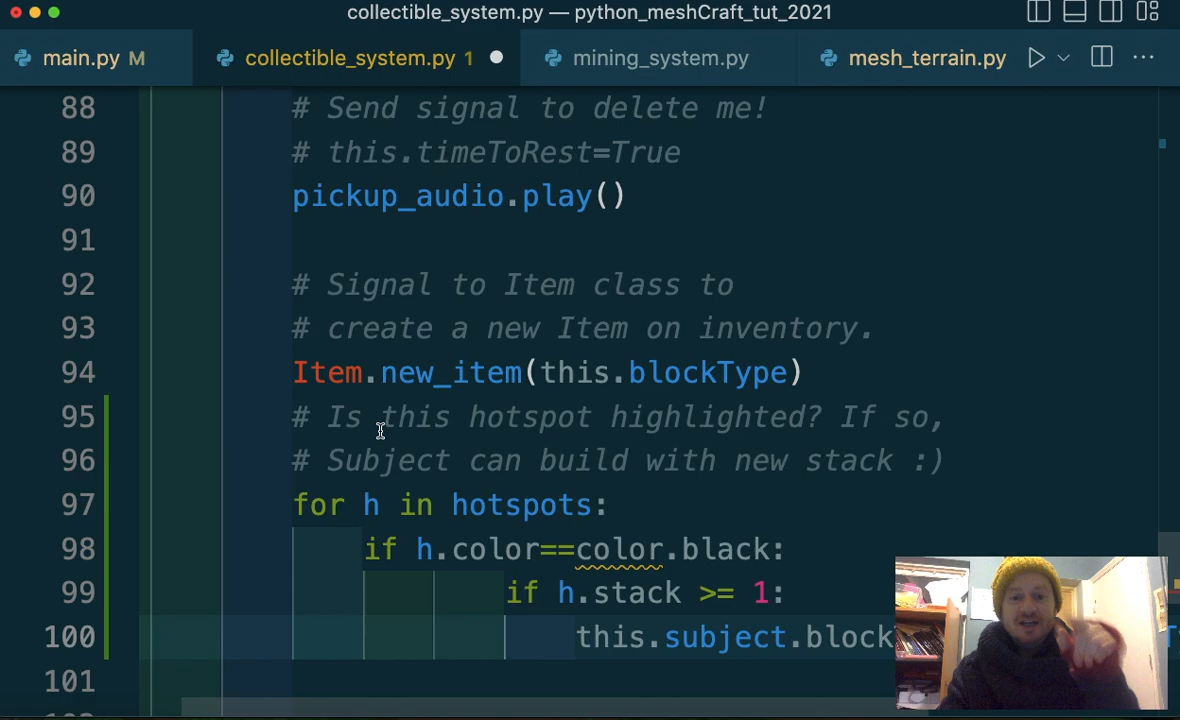 collectible_system.py — python_meshCraft_tut_2021
main.py M collectible_system.py 1 mining_system.py mesh_terrain.py
88 # Send signal to delete me!
89 # this.timeToRest=True
90 pickup_audio.play()
91
92 # Signal to Item class to
93 # create a new Item on inventory.
94 Item.new_item(this.blockType)
95 # Is this hotspot highlighted? If so,
96 # Subject can build with new stack :)
97 for h in hotspots:
98 if h.color==color.black:
99 if h.stack >= 1:
100 this.subject.block
101